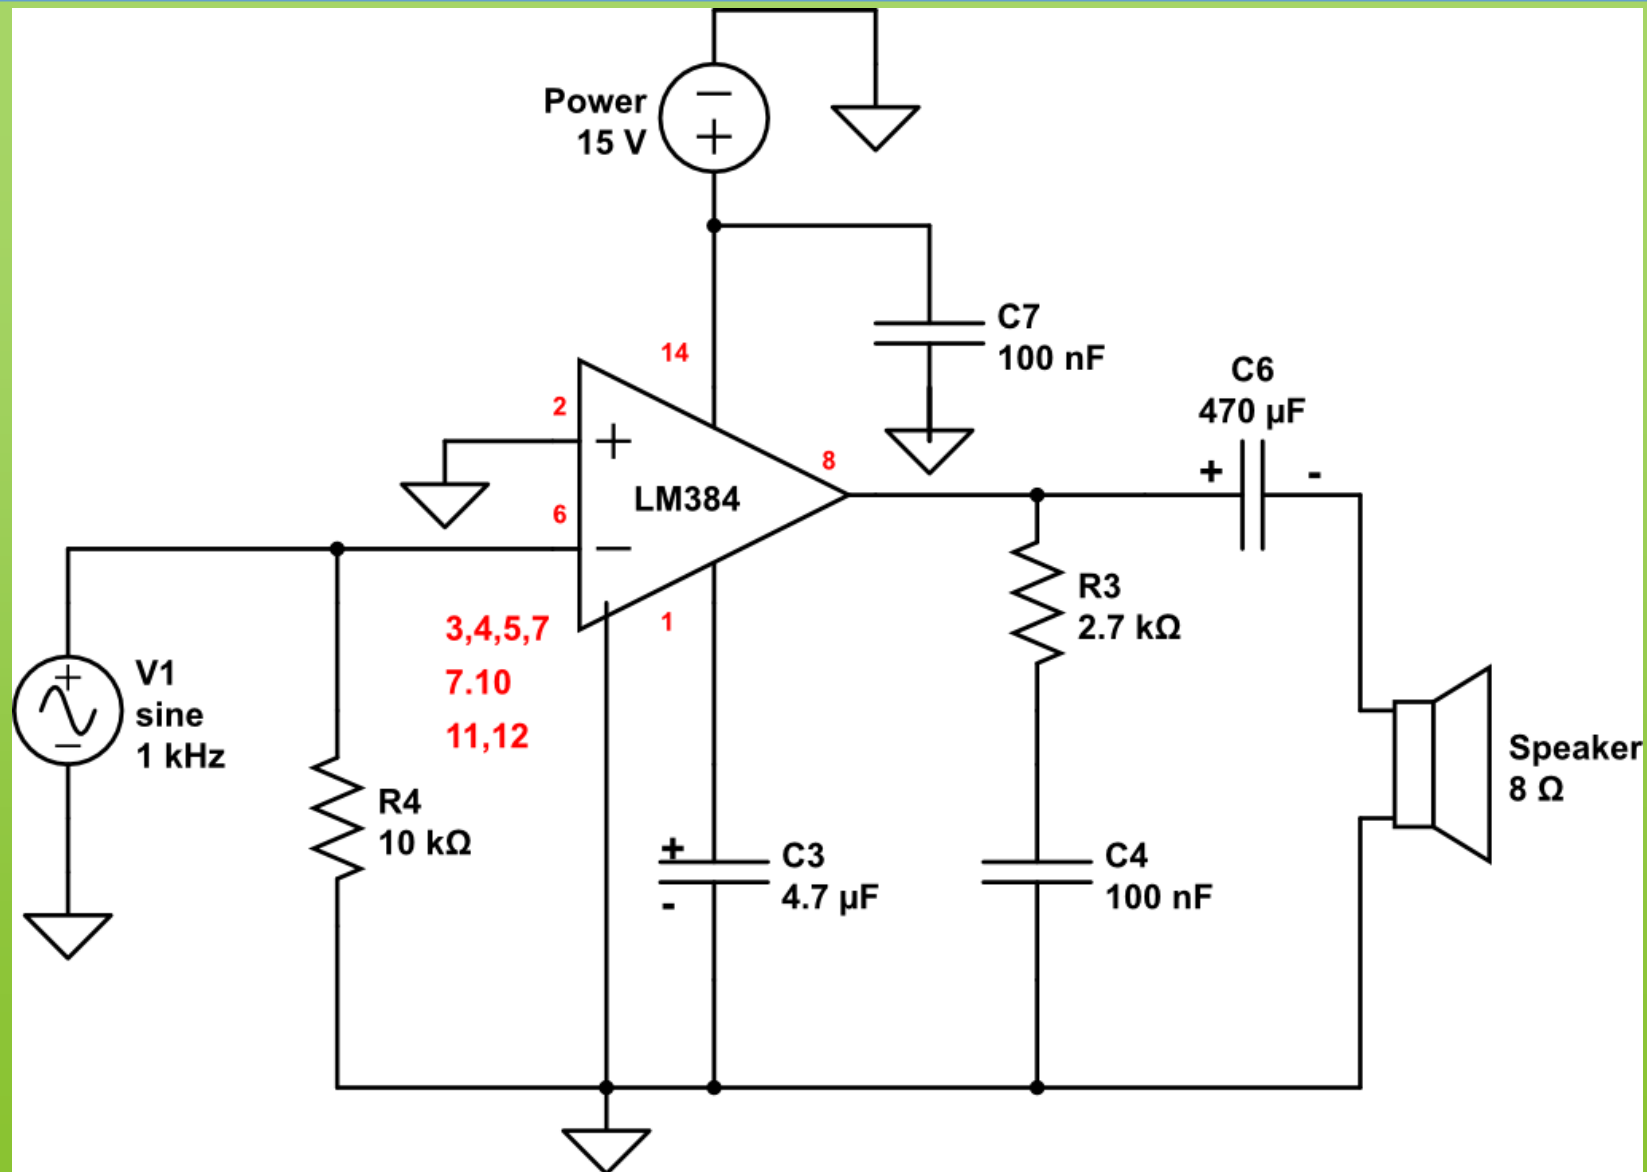 Power
15 V
C7
100 nF
14
C6
470 µF
2
+
-
8
LM384
6
R3
2.7 kΩ
3,4,5,7
1
7.10
11,12
V1
sine
1 kHz
Speaker
8 Ω
R4
10 kΩ
+
-
C3
4.7 µF
C4
100 nF